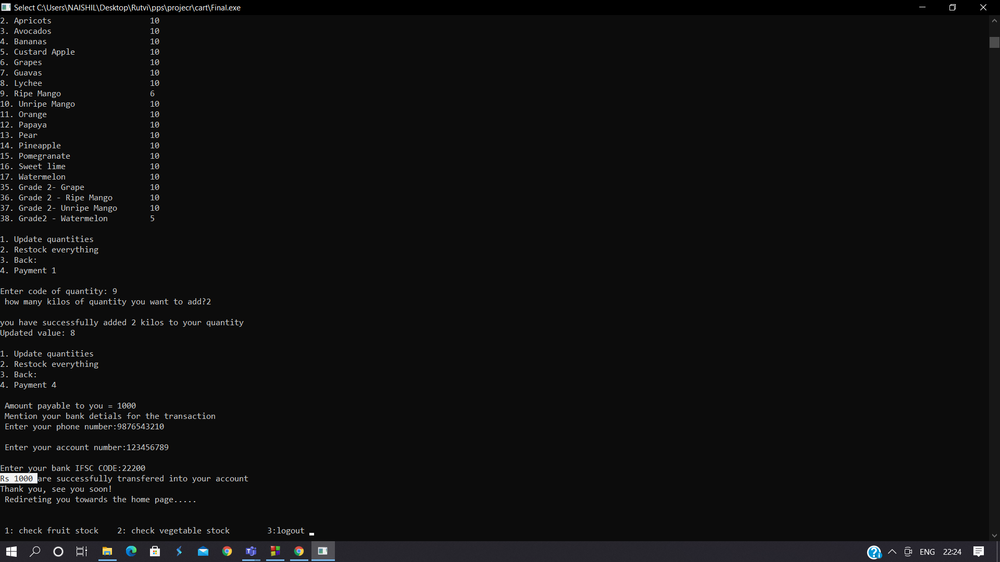 Select C:\Users\NAISHIL\Desktop\Rutvi\pps\projecr\cart\Final.exe
2. Apricots 10
3. Avocados 10
4. Bananas 10
5. Custard Apple 10
6. Grapes 10
7. Guavas 10
8. Lychee 10
9. Ripe Mango 6
10. Unripe Mango 10
11. Orange 10
12. Papaya 10
13. Pear 10
14. Pineapple 10
15. Pomegranate 10
16. Sweet lime 10
17. Watermelon 10
35. Grade 2- Grape 10
36. Grade 2 - Ripe Mango 10
37. Grade 2- Unripe Mango 10
38. Grade2 - Watermelon 5
1. Update quantities
2. Restock everything
3. Back:
4. Payment 1
Enter code of quantity: 9
how many kilos of quantity you want to add?2
you have successfully added 2 kilos to your quantity
Updated value: 8
1. Update quantities
2. Restock everything
3. Back:
4. Payment 4
Amount payable to you = 1000
Mention your bank detials for the transaction
Enter your phone number:9876543210
Enter your account number:123456789
Enter your bank IFSC CODE:22200
Rs 1000 are successfully transfered into your account
Thank you, see you soon!
Redireting you towards the home page.....
1: check fruit stock 2: check vegetable stock 3:logout
ENG 22:24